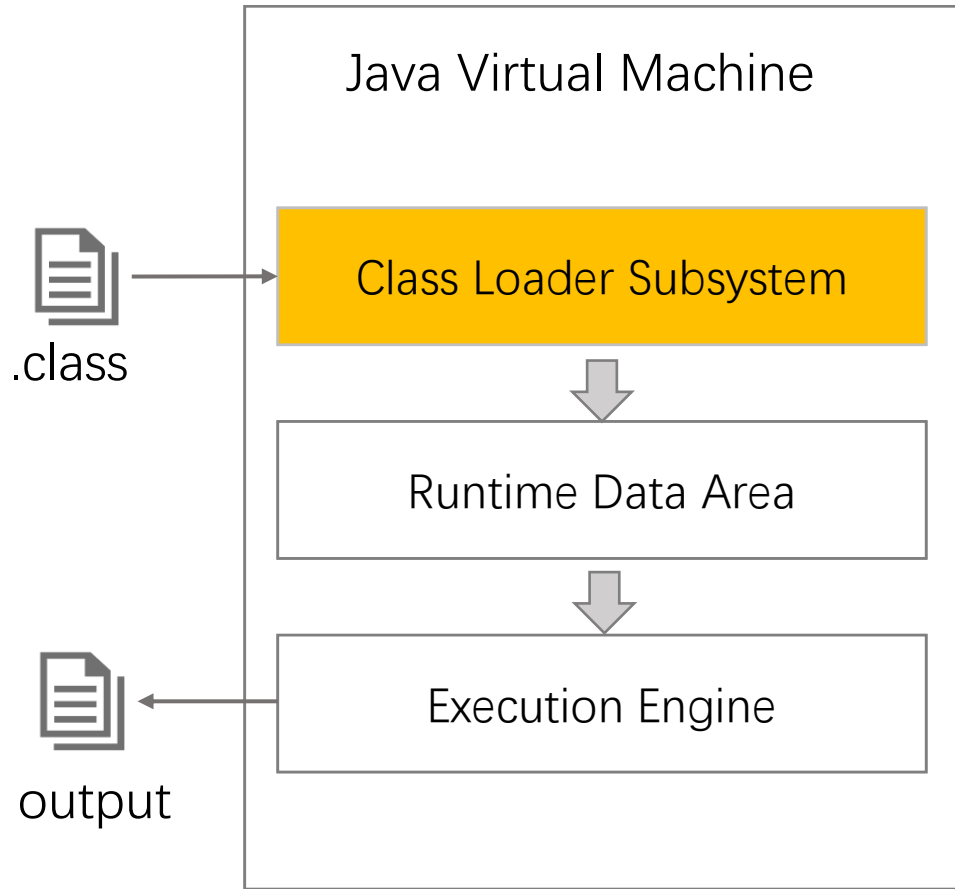 Java Virtual Machine
Class Loader Subsystem
.class
Runtime Data Area
Execution Engine
output